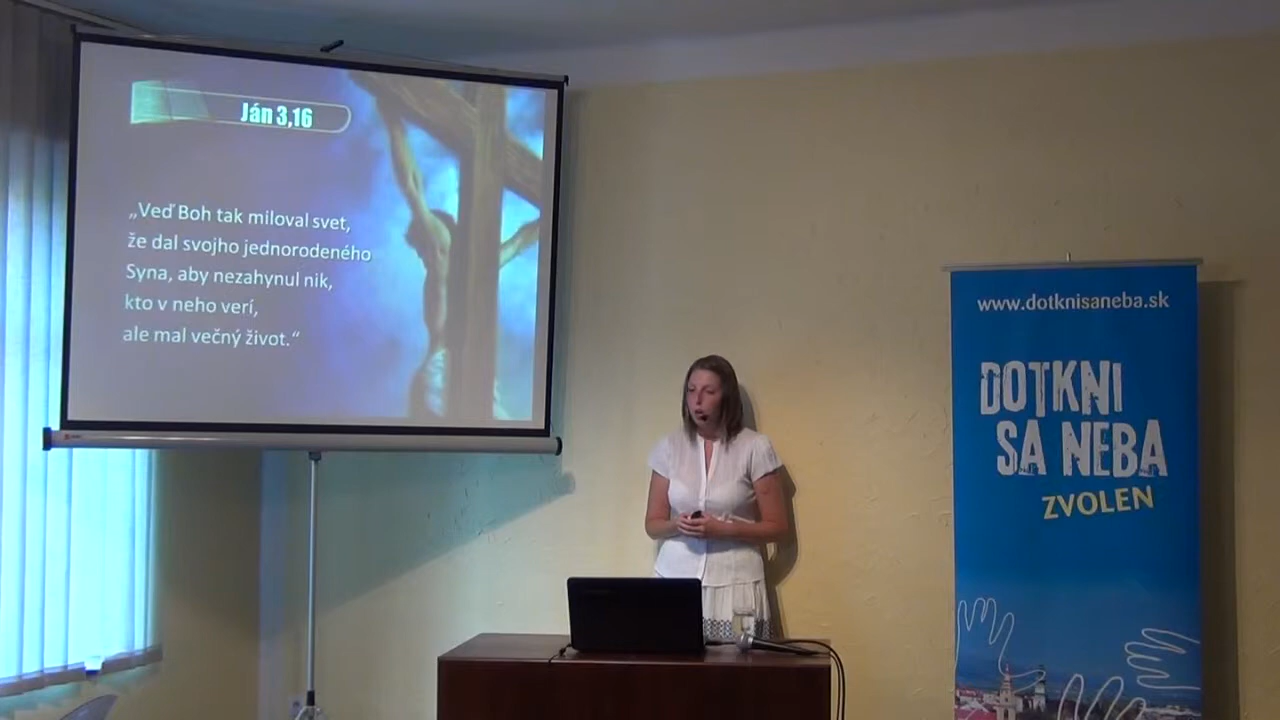 Ján 3,16
„Veď Boh tak miloval svet,
že dal svojho jednorodeného
Syna, aby nezahynul nik,
kto v neho verí,
ale mal večný život.“
www.dotknisaneba.sk
DOTKNI
SA NEBA
ZVOLEN